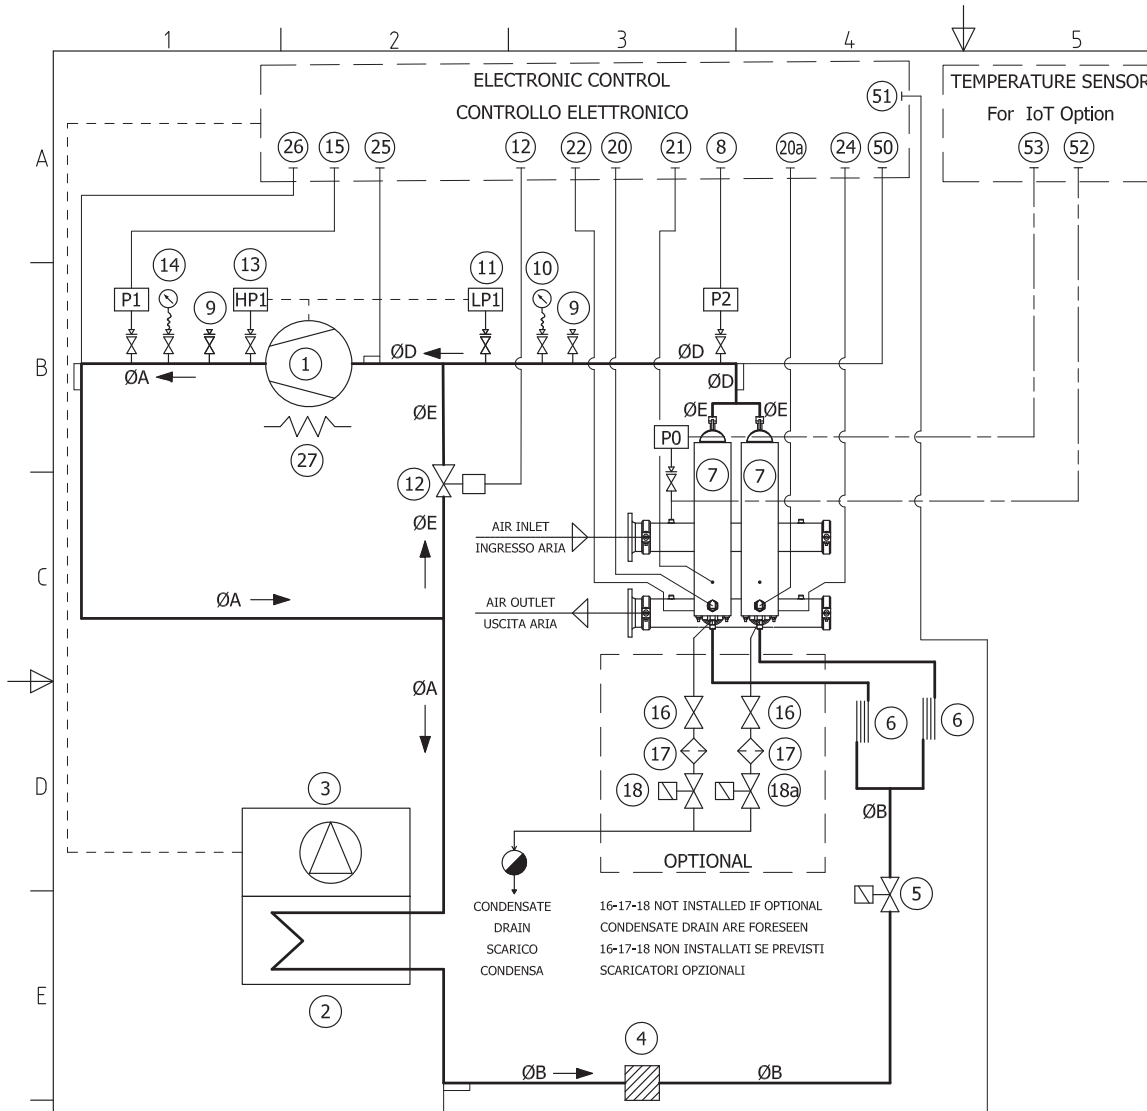 1 2 3 4 5
ELECTRONIC CONTROL
CONTROLLO ELETTRONICO
51
TEMPERATURE SENSOR
For IoT Option
A
26 15 25 12 22 20 21 8 20a 24 50 53 52
14 13 11 10
P1 9 HP1 LP1 9 P2
B
1
ØD ØD
ØA
ØD
ØE ØE ØE
P0
27
7 7
12
ØE
AIR INLET
INGRESSO ARIA
C
ØA
AIR OUTLET
USCITA ARIA
ØA
16 16
6 6
17 17
D
3
18 18a
ØB
OPTIONAL
5
CONDENSATE
DRAIN
SCARICO
CONDENSA
16-17-18 NOT INSTALLED IF OPTIONAL
CONDENSATE DRAIN ARE FORESEEN
16-17-18 NON INSTALLATI SE PREVISTI
SCARICATORI OPZIONALI
E
2
4
ØB ØB